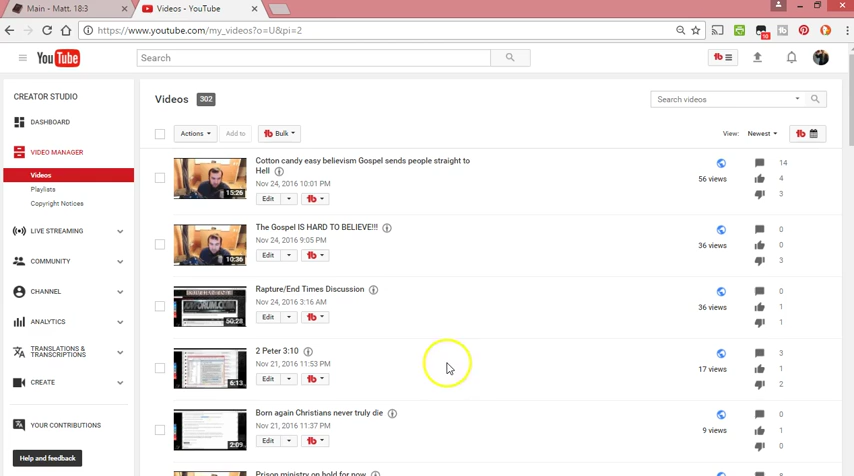 Main - Matt. 18:3
Videos - YouTube
https://www.youtube.com/my_videos?o=U&pi=2
YouTube
Search
CREATOR STUDIO
DASHBOARD
VIDEO MANAGER
Videos
Playlists
Copyright Notices
LIVE STREAMING
COMMUNITY
CHANNEL
ANALYTICS
TRANSLATIONS &
TRANSCRIPTIONS
CREATE
YOUR CONTRIBUTIONS
Help and feedback
Videos 302
Search videos
Actions Add to Bulk
View: Newest
Cotton candy easy believism Gospel sends people straight to
Hell
Nov 24, 2016 10:01 PM
Edit
15:26
56 views
14
4
3
The Gospel IS HARD TO BELIEVE!!!
Nov 24, 2016 9:05 PM
Edit
10:36
36 views
0
0
3
Rapture/End Times Discussion
Nov 24, 2016 3:16 AM
Edit
50:28
36 views
0
1
1
2 Peter 3:10
Nov 21, 2016 11:53 PM
Edit
6:13
17 views
3
1
2
Born again Christians never truly die
Nov 21, 2016 11:37 PM
Edit
2:09
9 views
0
1
0
Prison ministry on hold for now